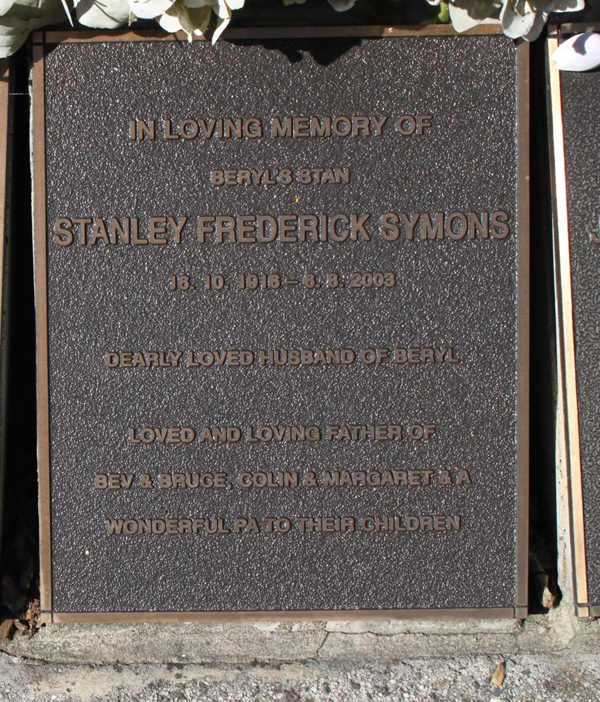 IN LOVING MEMORY OF
BERYL'S STAN
STANLEY FREDERICK SYMONS
16. 10. 1916 – 8. 8. 2003
DEARLY LOVED HUSBAND OF BERYL
LOVED AND LOVING FATHER OF
BEV & BRUCE, COLIN & MARGARET & A
WONDERFUL PA TO THEIR CHILDREN